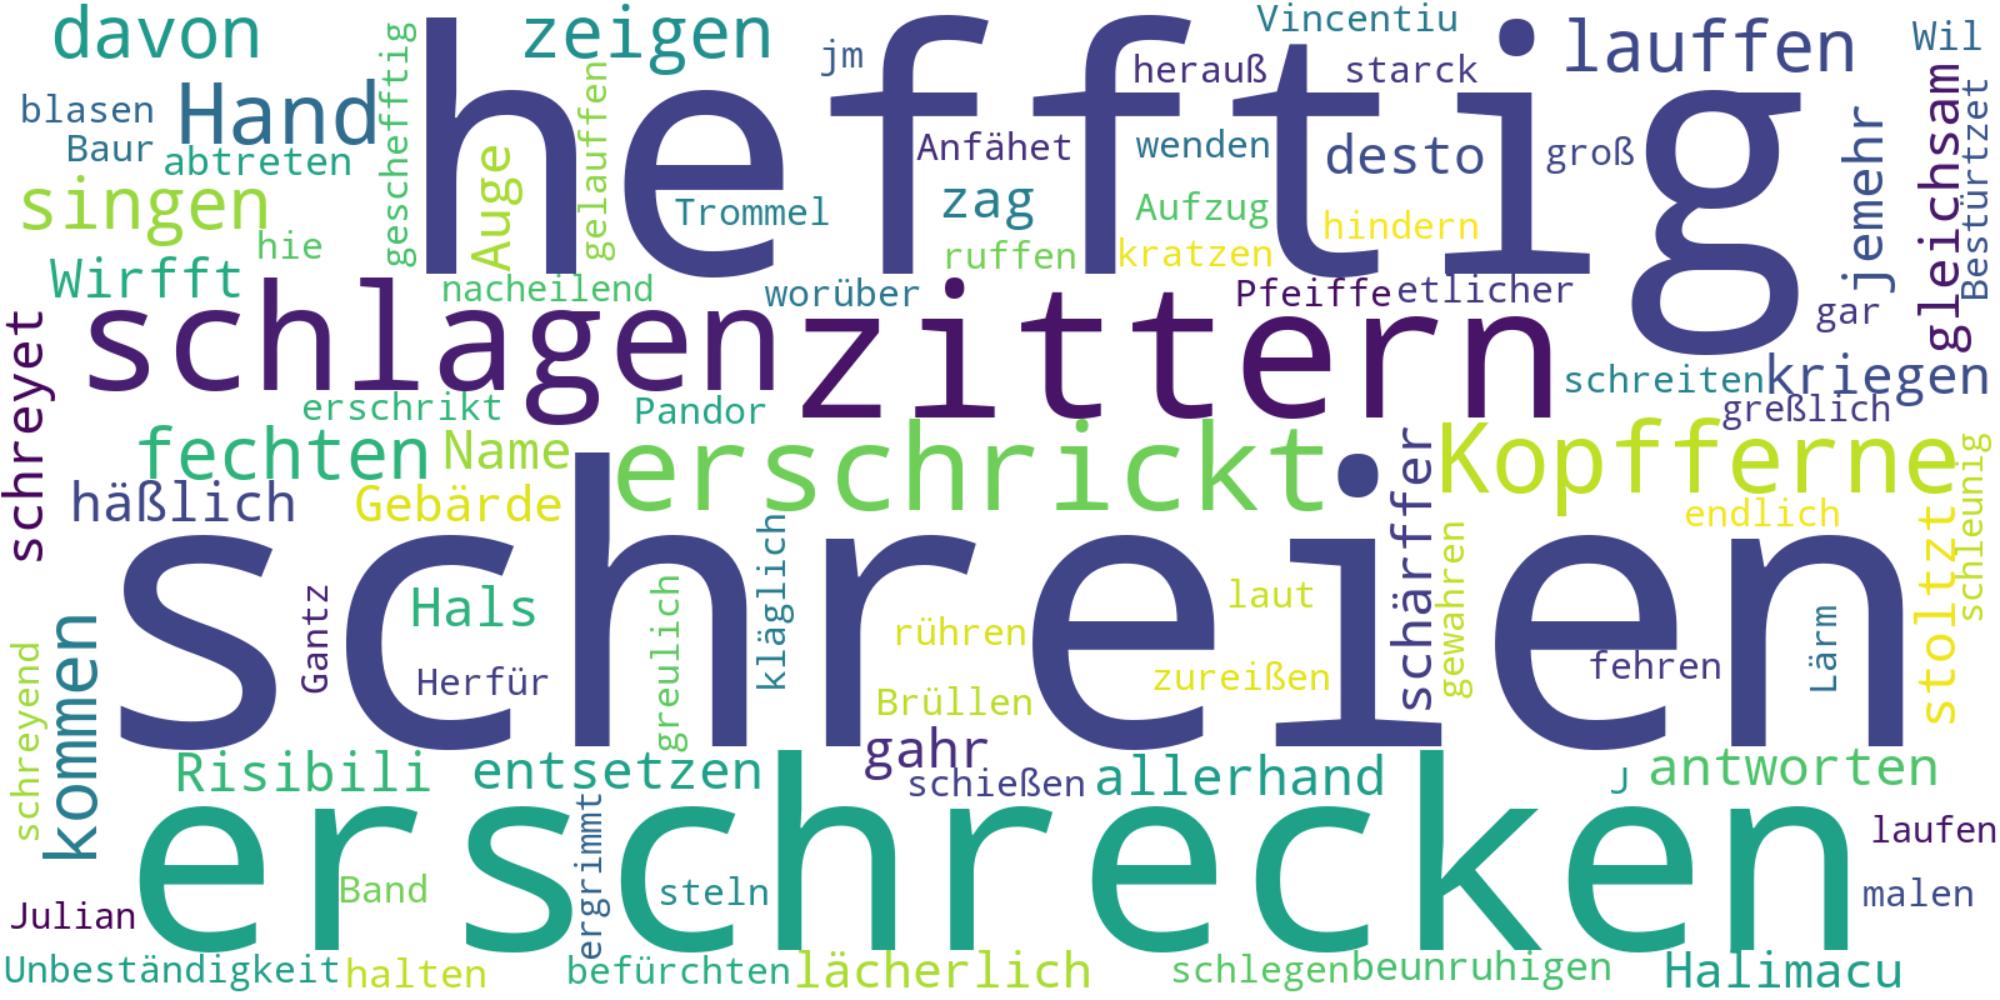 davon
zeigen
jm
Vincentiu
lauffen
Wil
herauß
starck
blasen
Hand
Baur
abtreten
geschefftig
hefftig
Auge
gelauffen
Anfähet
wenden
desto
groß
jemehr
gleichsam
Bestürtzet
singen
Trommel
zag
Aufzug
hindern
hie
ruffen
kratzen
Wirfft
nacheilend
worüber
Pfeiffe
etlicher
gar
schlagen
zittern
schreyet
schreiten
kriegen
greßlich
erschrikt
Pandor
fechten
Name
erschrickt
schärffer
Kopfferne
schleunig
häßlich
Gebärde
endlich
schreien
kläglich
gewahren
stoltzt
Gantz
Hals
greulich
laut
rühren
Lärm
Herfür
zureißen
fehren
Brüllen
schreyend
kommen
gahr
Risibili
entsetzen
schießen
allerhand
J
antworten
erschrecken
laufen
ergrimmt
Band
steln
malen
Julian
Unbeständigkeit
halten
befürchten
lächerlich
schlegen
beunruhigen
Halimacu